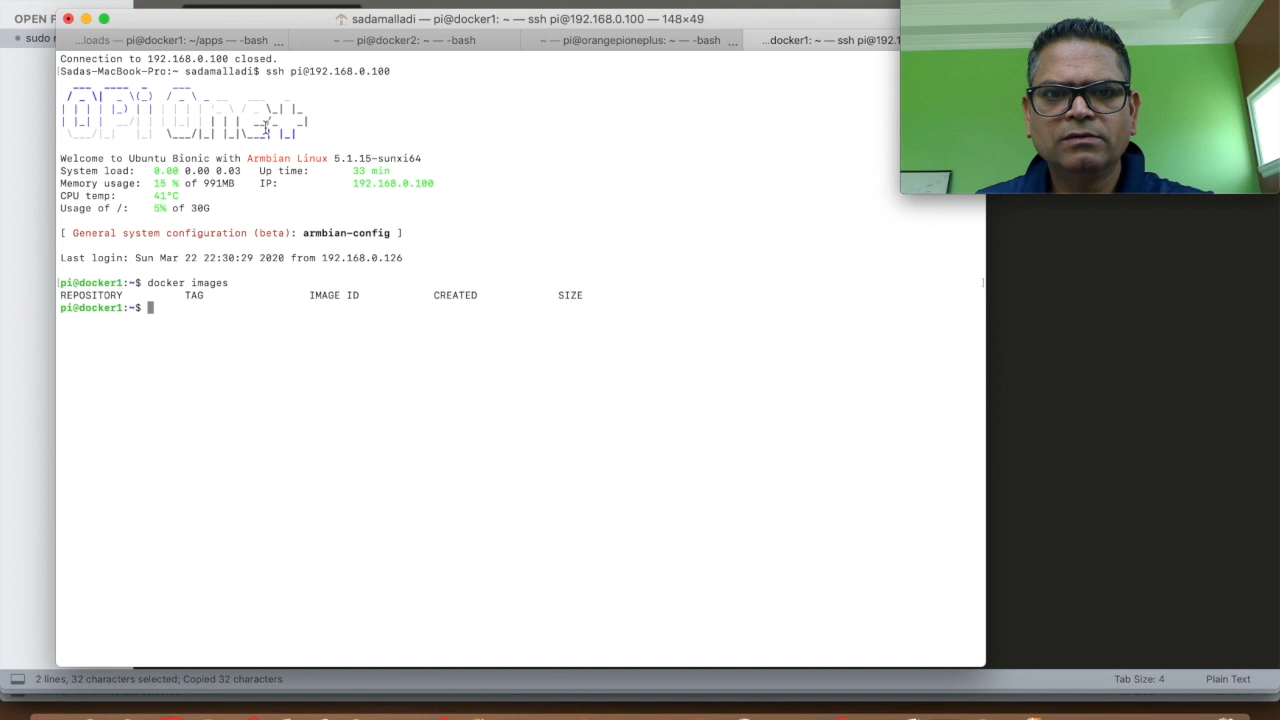 OPEN F
sudo r
sadamalladi — pi@docker1: ~ — ssh pi@192.168.0.100 — 148×49
...loads — pi@docker1: ~/apps — -bash ...
~ — pi@docker2: ~ — -bash
~ — pi@orangepioneplus: ~ — -bash ...
...docker1: ~ — ssh pi@192.1
Connection to 192.168.0.100 closed.
[Sadas-MacBook-Pro:~ sadamalladi$ ssh pi@192.168.0.100
Welcome to Ubuntu Bionic with Armbian Linux 5.1.15-sunxi64
System load: 0.00 0.00 0.03 Up time: 33 min
Memory usage: 15 % of 991MB IP: 192.168.0.100
CPU temp: 41°C
Usage of /: 5% of 30G
[ General system configuration (beta): armbian-config ]
Last login: Sun Mar 22 22:30:29 2020 from 192.168.0.126
[pi@docker1:~$ docker images ]
REPOSITORY TAG IMAGE ID CREATED SIZE
pi@docker1:~$
2 lines, 32 characters selected; Copied 32 characters
Tab Size: 4
Plain Text